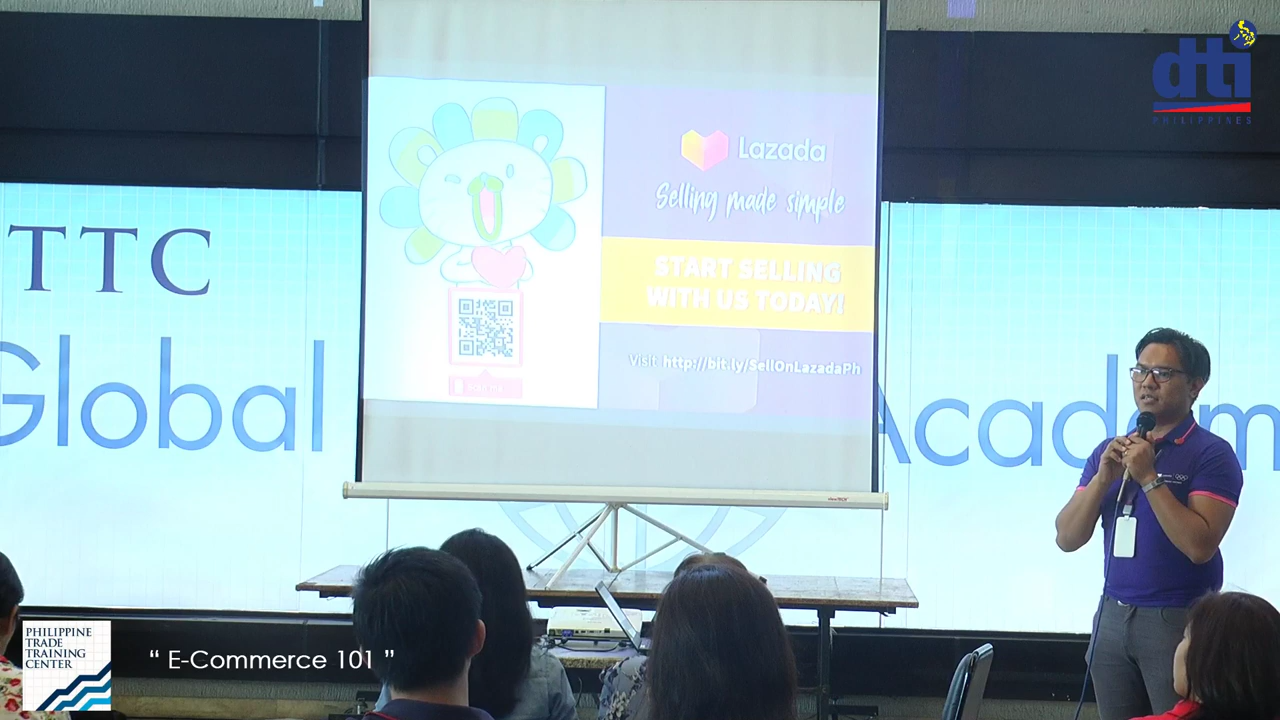 dti
PHILIPPINES
Lazada
Selling made simple
START SELLING
WITH US TODAY!
Visit http://bit.ly/SellOnLazadaPh
TTC
Global Academ
PHILIPPINE
TRADE
TRAINING
CENTER
“ E-Commerce 101 ”